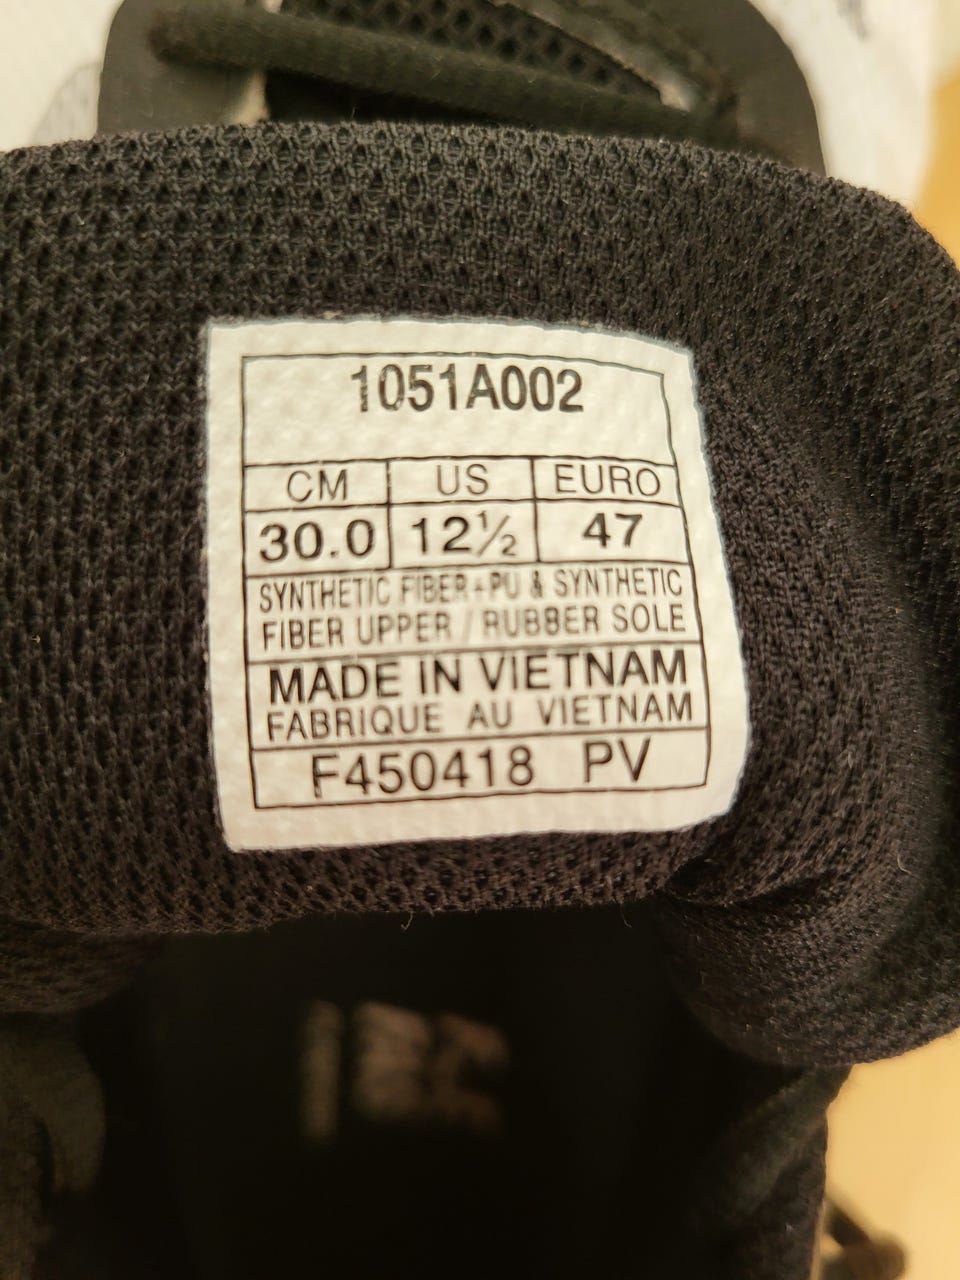 1051A002
CM US EURO
30.0 12½ 47
SYNTHETIC FIBER+PU & SYNTHETIC
FIBER UPPER / RUBBER SOLE
MADE IN VIETNAM
FABRIQUE AU VIETNAM
F450418 PV